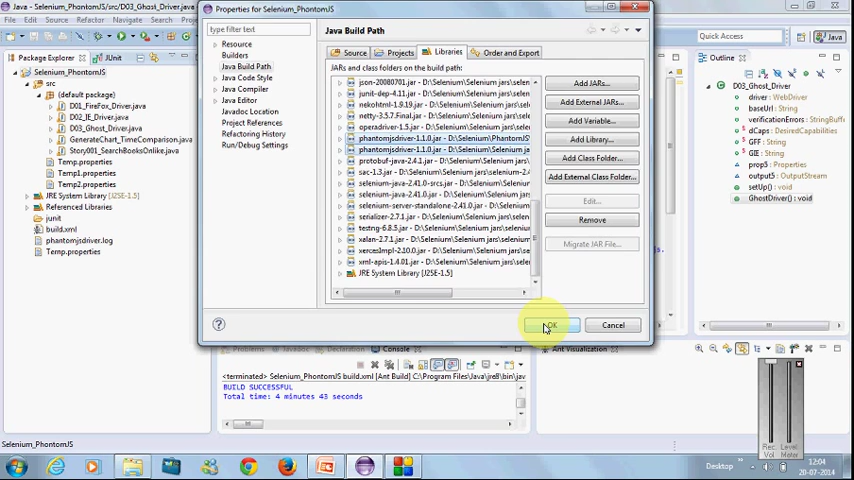 Java - Selenium_PhantomJS/src/D03_Ghost_Driver
Properties for Selenium_PhantomJS
File Edit
Navigate Search
Quick Access
Java
Package Explorer
JUnit
Selenium_PhantomJS
src
(default package)
D01_FireFox_Driver.java
D02_IE_Driver.java
D03_Ghost_Driver.java
GenerateChart_TimeComparison.java
Story001_SearchBooksOnlike.java
Temp.properties
Temp1.properties
Temp2.properties
JRE System Library [J2SE-1.5]
Referenced Libraries
junit
build.xml
phantomjsdriver.log
Temp.properties
type filter text
Resource
Builders
Java Build Path
Java Code Style
Java Compiler
Java Editor
Javadoc Location
Project References
Refactoring History
Run/Debug Settings
Java Build Path
Source
Projects
Libraries
Order and Export
JARs and class folders on the build path:
json-20080701.jar - D:\Selenium\Selenium jars\selen
junit-dep-4.11.jar - D:\Selenium\Selenium jars\selen
nekohtml-1.9.19.jar - D:\Selenium\Selenium jars\sele
netty-3.5.7.Final.jar - D:\Selenium\Selenium jars\sel
operadriver-1.5.jar - D:\Selenium\Selenium jars\sele
phantomjsdriver-1.1.0.jar - D:\Selenium\PhantomJS\
phantomjsdriver-1.1.0.jar - D:\Selenium\Selenium ja
protobuf-java-2.4.1.jar - D:\Selenium\Selenium jars\
sac-1.3.jar - D:\Selenium\Selenium jars\selenium-2.4
selenium-java-2.41.0-srcs.jar - D:\Selenium\Selenium
selenium-java-2.41.0.jar - D:\Selenium\Selenium jars
selenium-server-standalone-2.41.0.jar - D:\Selenium
serializer-2.7.1.jar - D:\Selenium\Selenium jars\selen
testng-6.8.5.jar - D:\Selenium\Selenium jars\seleniu
xalan-2.7.1.jar - D:\Selenium\Selenium jars\selenium
xercesImpl-2.10.0.jar - D:\Selenium\Selenium jars\se
xml-apis-1.4.01.jar - D:\Selenium\Selenium jars\sele
JRE System Library [J2SE-1.5]
Add JARs...
Add External JARs...
Add Variable...
Add Library...
Add Class Folder...
Add External Class Folder...
Edit...
Remove
Migrate JAR File...
OK
Cancel
Outline
D03_Ghost_Driver
driver : WebDriver
verificationErrors : StringBuff
dCaps : DesiredCapabilities
GFF
GIE
prop5 : Properties
output5 : OutputStream
setUp() : void
GhostDriver() : void
Problems
Javadoc
Declaration
Console
Ant Visualization
<terminated> Selenium_PhantomJS build.xml [Ant Build] C:\Program Files\Java\jre8\bin\jav
BUILD SUCCESSFUL
Total time: 4 minutes 43 seconds
Selenium_PhantomJS
Rec. Vol
Level Meter
Desktop
12:04
20-07-2014